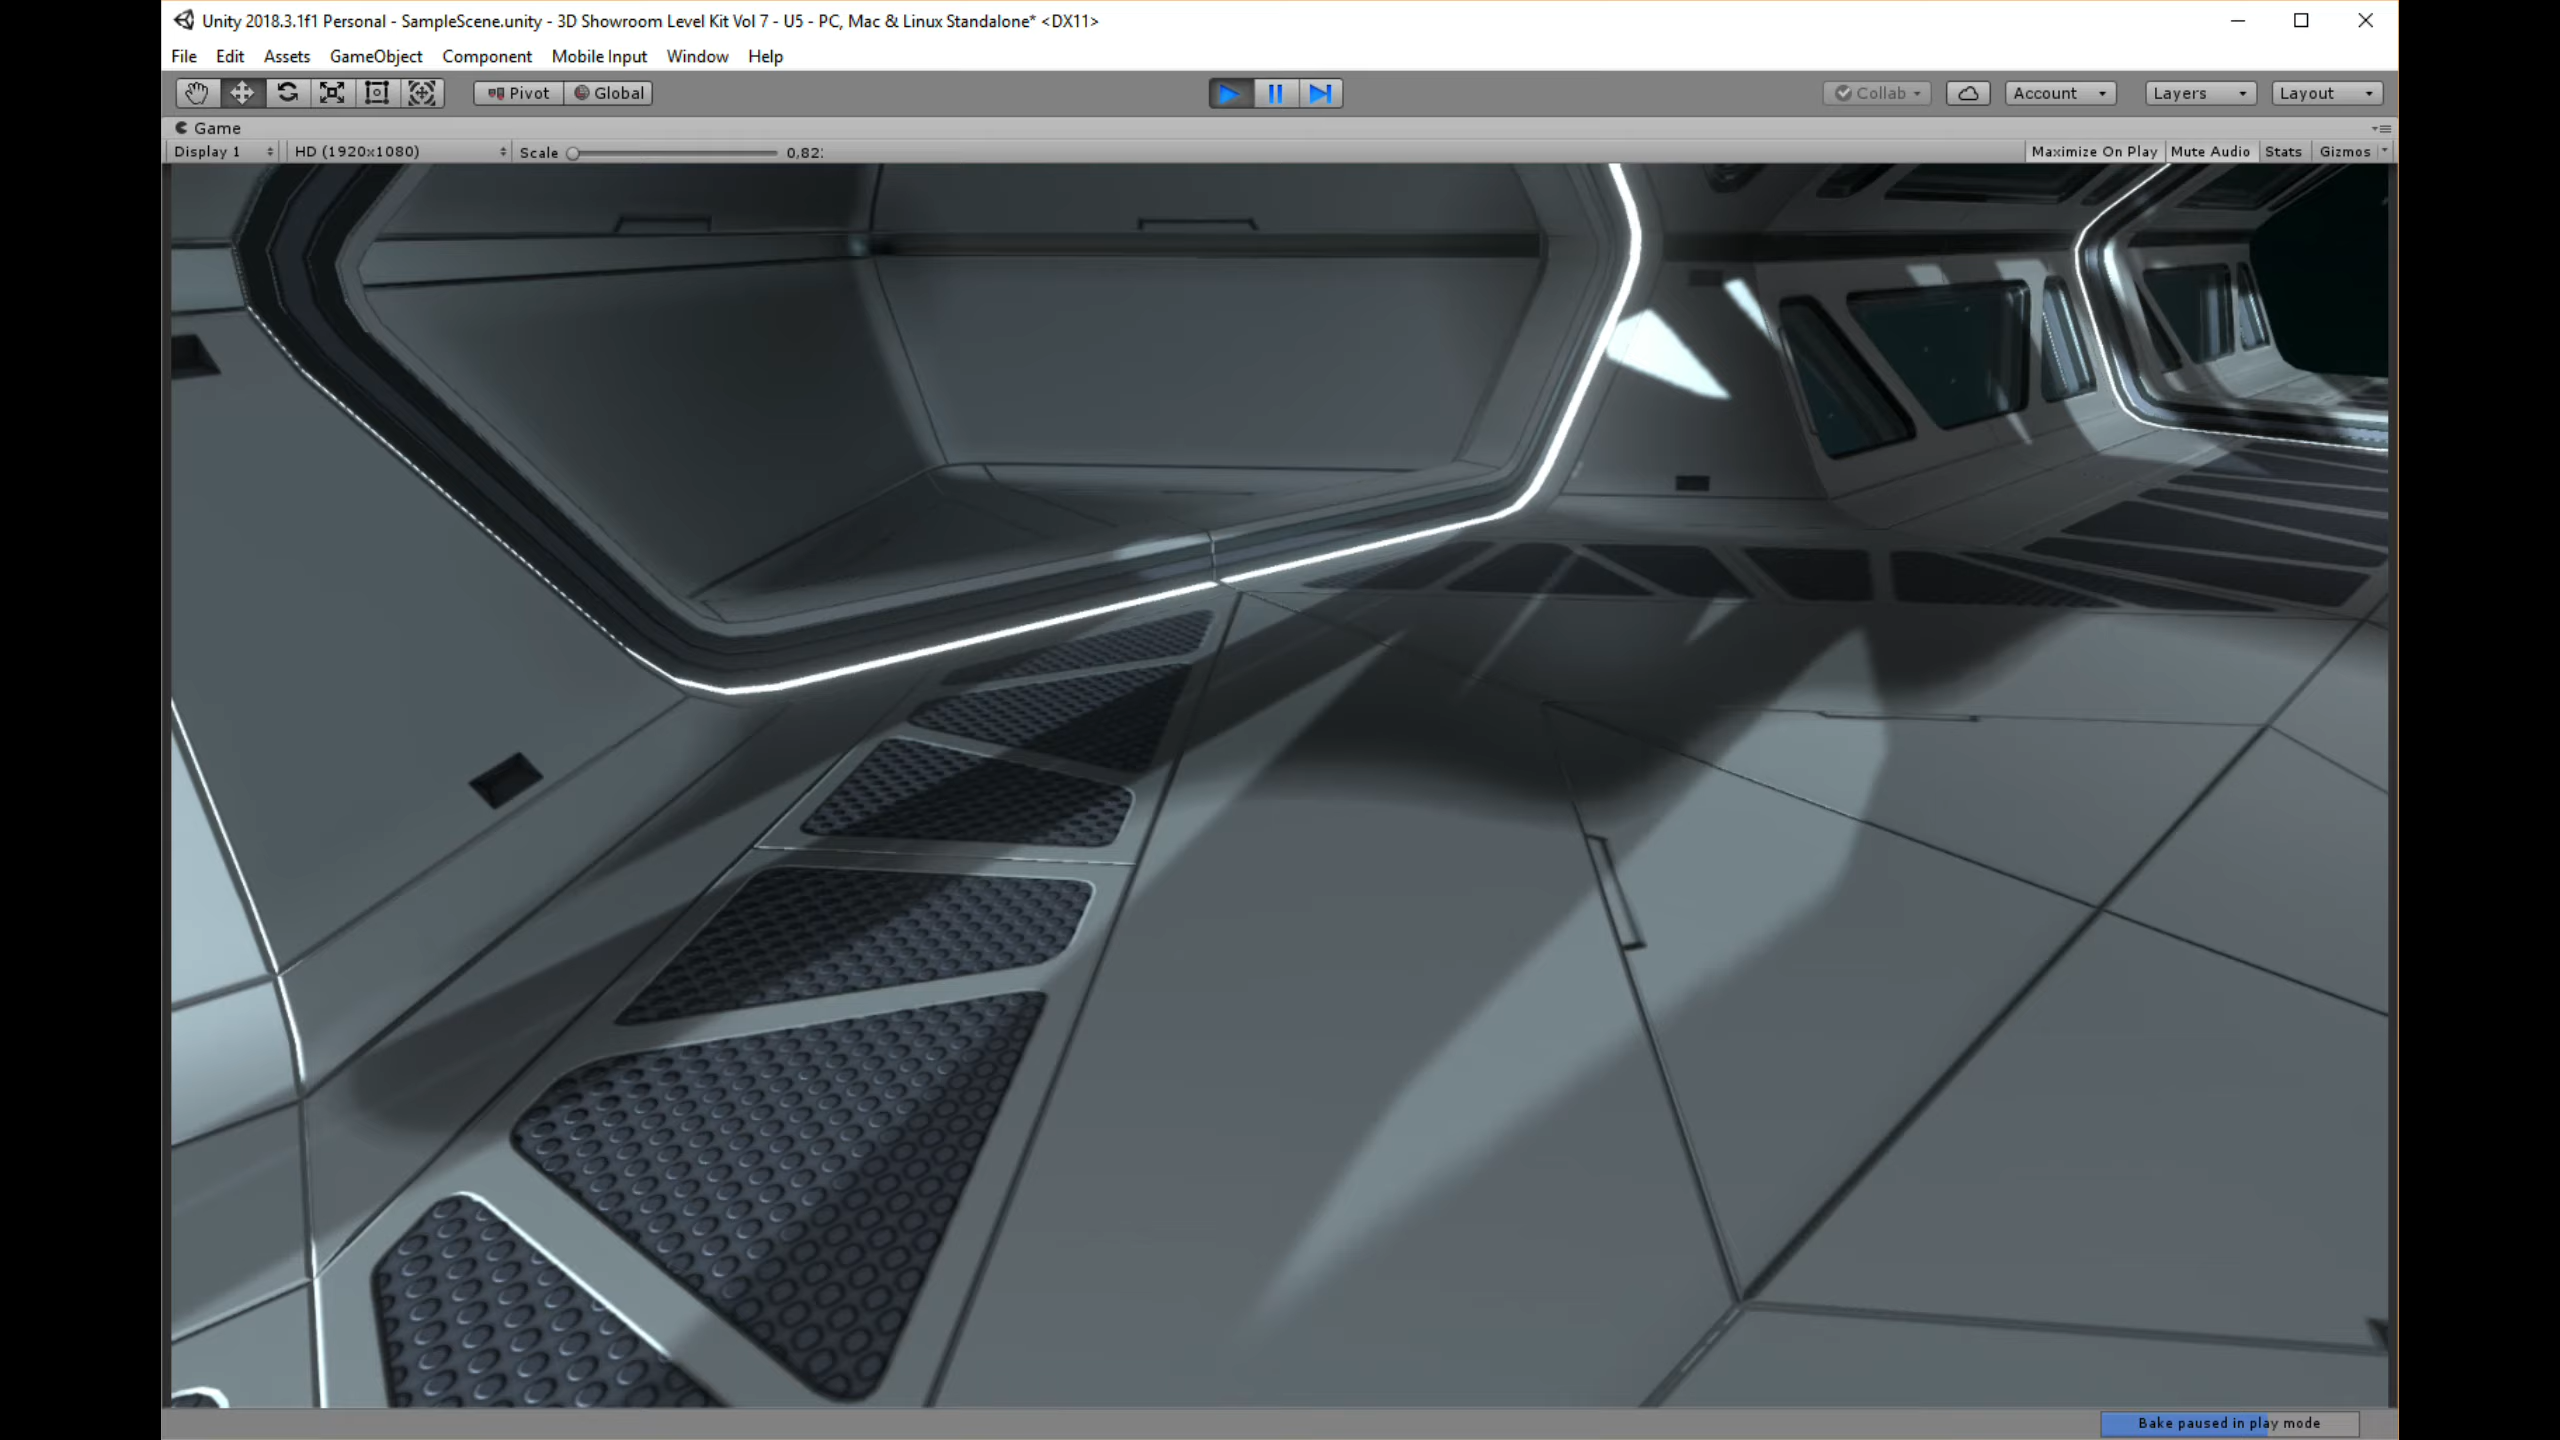 Unity 2018.3.1f1 Personal - SampleScene.unity - 3D Showroom Level Kit Vol 7 - U5 - PC, Mac & Linux Standalone* <DX11>
File Edit Assets GameObject Component Mobile Input Window Help
Pivot Global Collab Account Layers Layout
Game
Display 1 HD (1920x1080) Scale 0,82: Maximize On Play Mute Audio Stats Gizmos
Bake paused in play mode